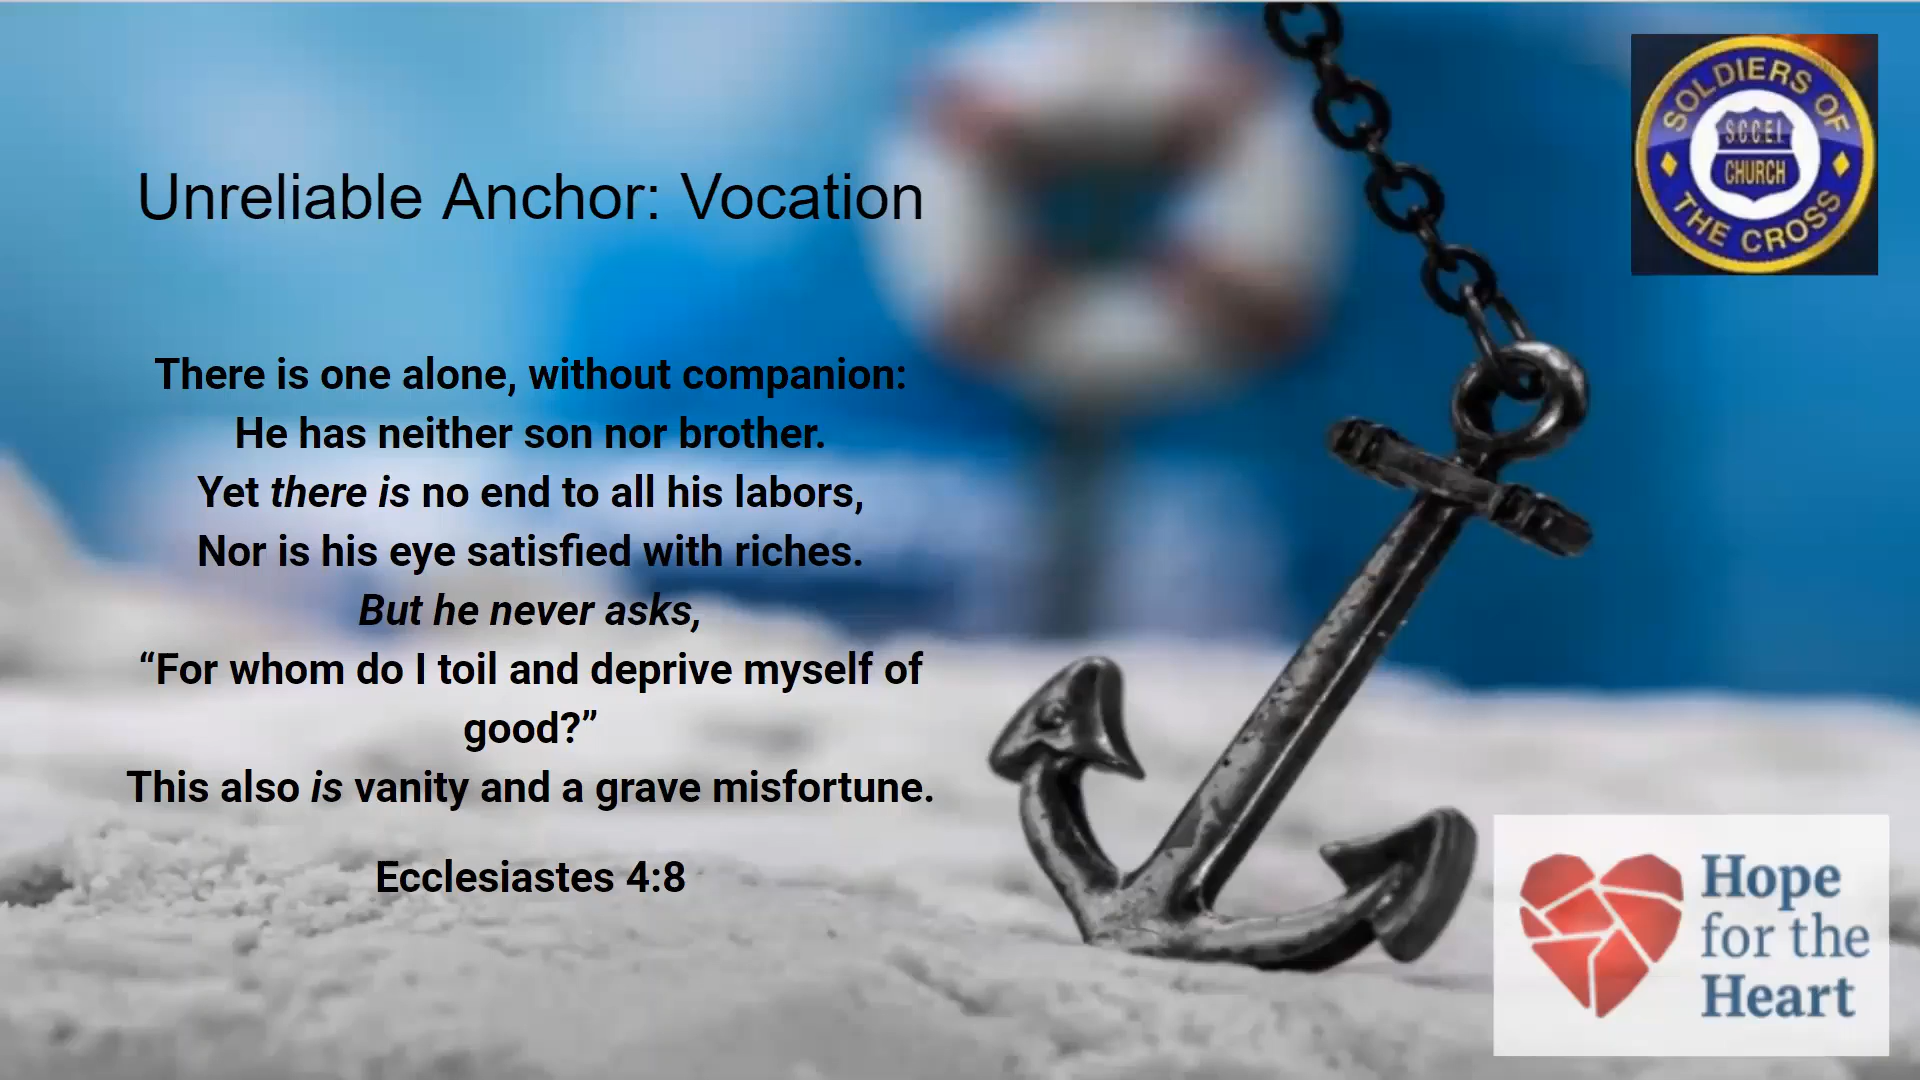 Unreliable Anchor: Vocation
There is one alone, without companion:
He has neither son nor brother.
Yet there is no end to all his labors,
Nor is his eye satisfied with riches.
But he never asks,
“For whom do I toil and deprive myself of
good?”
This also is vanity and a grave misfortune.
Ecclesiastes 4:8
SOLDIERS OF
S.C.C.E.I.
CHURCH
THE CROSS
Hope
for the
Heart